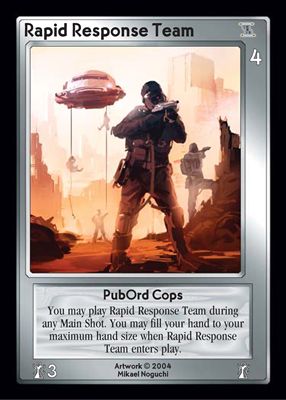 Rapid Response Team
4
PubOrd Cops
You may play Rapid Response Team during
any Main Shot. You may fill your hand to your
maximum hand size when Rapid Response
Team enters play.
3
Artwork © 2004
Mikael Noguchi